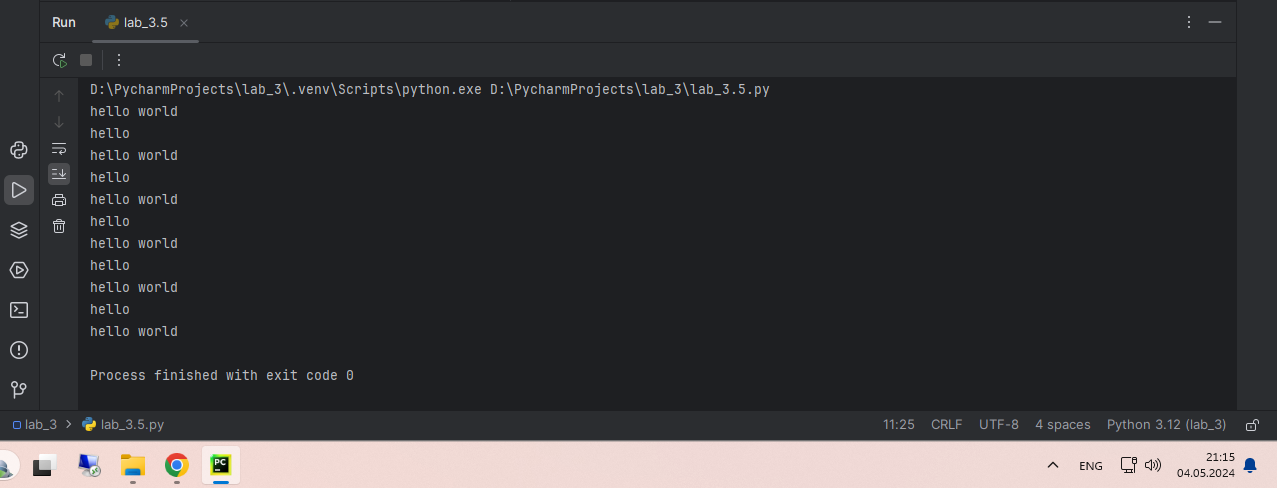 Run lab_3.5
D:\PycharmProjects\lab_3\.venv\Scripts\python.exe D:\PycharmProjects\lab_3\lab_3.5.py
hello world
hello
hello world
hello
hello world
hello
hello world
hello
hello world
hello
hello world
Process finished with exit code 0
lab_3 > lab_3.5.py 11:25 CRLF UTF-8 4 spaces Python 3.12 (lab_3)
PC
ENG
21:15
04.05.2024